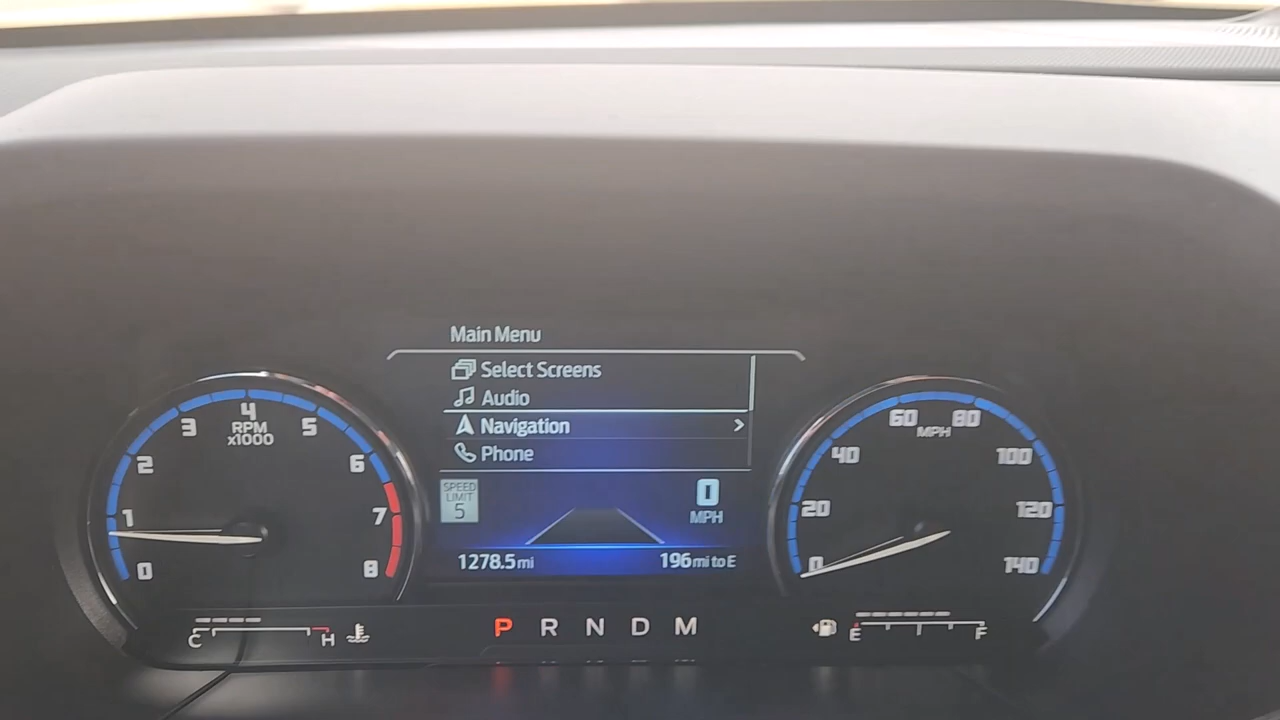 Main Menu
Select Screens
Audio
Navigation
Phone
SPEED
LIMIT
5
0
MPH
1278.5 mi
196 mi to E
0
1
2
3
4
5
6
7
8
RPM
x1000
0
20
40
60
80
100
120
140
MPH
C
H
P R N D M
E
F